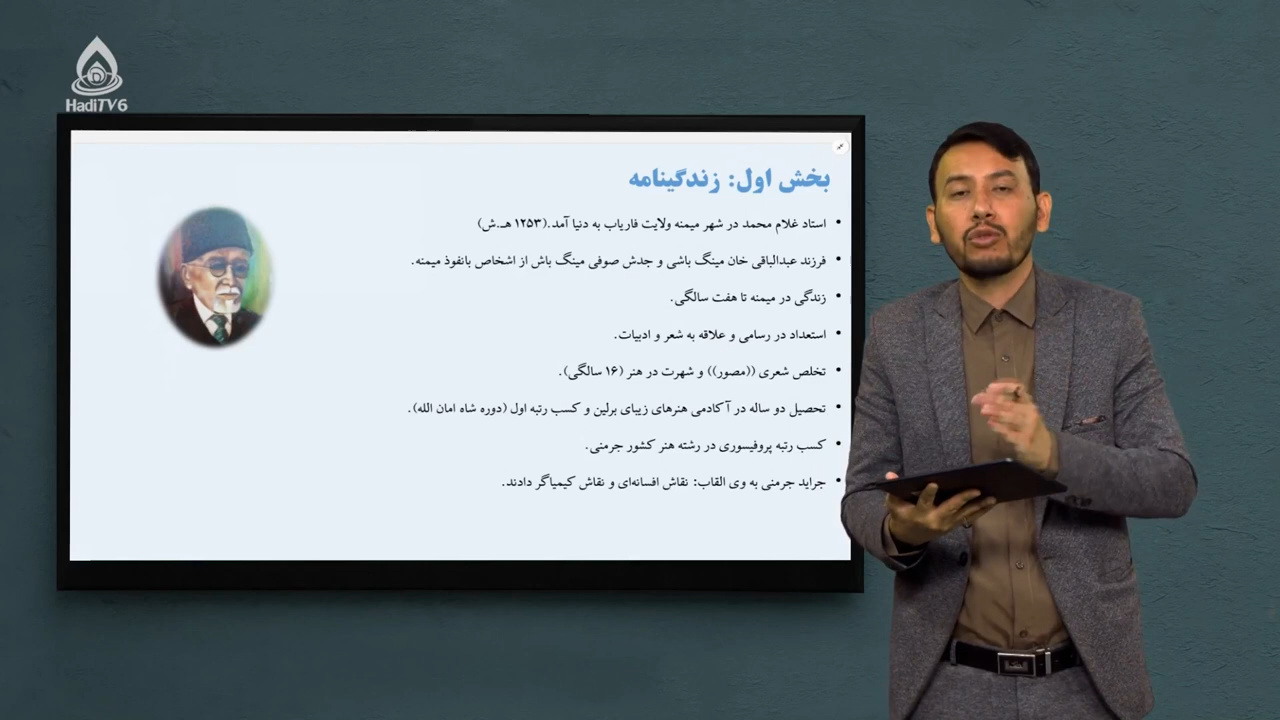 HadiTV6
بخش اول: زندگینامه
• استاد غلام محمد در شهر میمنه ولایت فاریاب به دنیا آمد.(۱۲۵۳ هـ.ش)
• فرزند عبدالباقی خان مینگ باشی و جدش صوفی مینگ باش از اشخاص بانفوذ میمنه.
• زندگی در میمنه تا هفت سالگی.
• استعداد در رسامی و علاقه به شعر و ادبیات.
• تخلص شعری ((مصور)) و شهرت در هنر (۱۶ سالگی).
• تحصیل دو ساله در آکادمی هنرهای زیبای برلین و کسب رتبه اول (دوره شاه امان الله).
• کسب رتبه پروفیسوری در رشته هنر کشور جرمنی.
• جراید جرمنی به وی القاب: نقاش افسانه‌ای و نقاش کیمیاگر دادند.